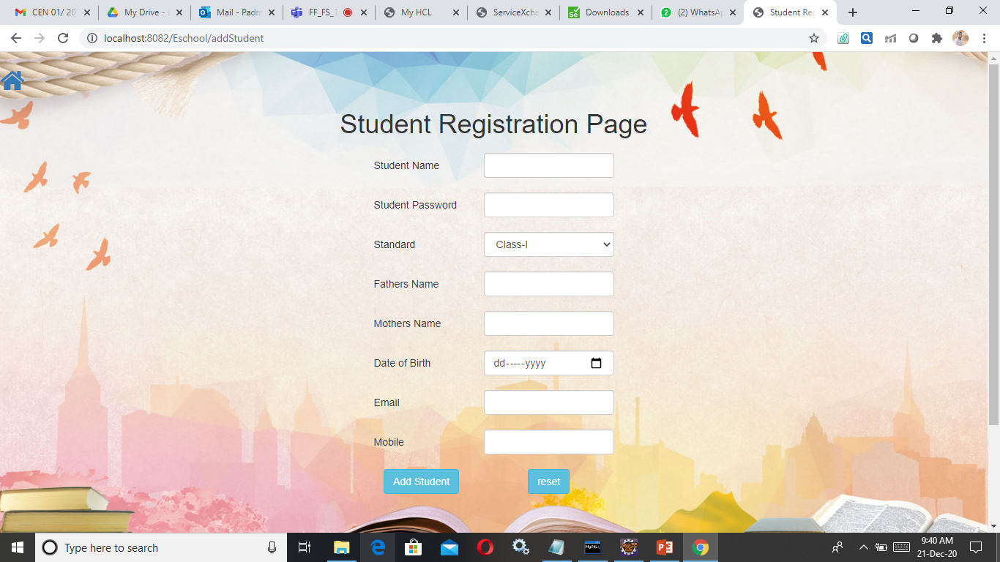 CEN 01/ 20
My Drive -
Mail - Padm
FF_FS_1
My HCL
ServiceXcha
Downloads
(2) WhatsAp
Student Reg
localhost:8082/Eschool/addStudent
Student Registration Page
Student Name
Student Password
Standard
Class-I
Fathers Name
Mothers Name
Date of Birth
dd-----yyyy
Email
Mobile
Add Student
reset
Type here to search
9:40 AM
21-Dec-20